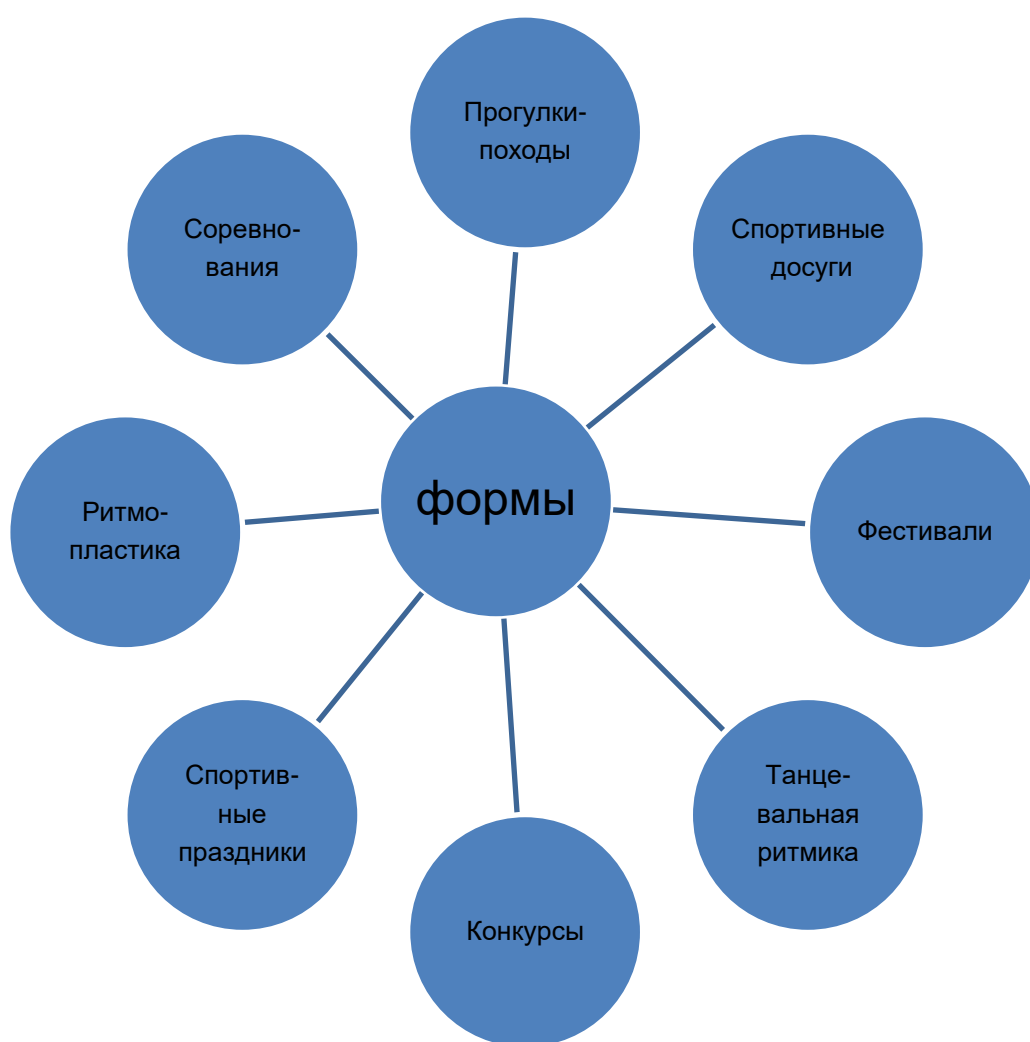 Прогулки-
походы
Соревно-
вания
Спортивные
досуги
формы
Ритмо-
пластика
Фестивали
Спортив-
ные
праздники
Танце-
вальная
ритмика
Конкурсы